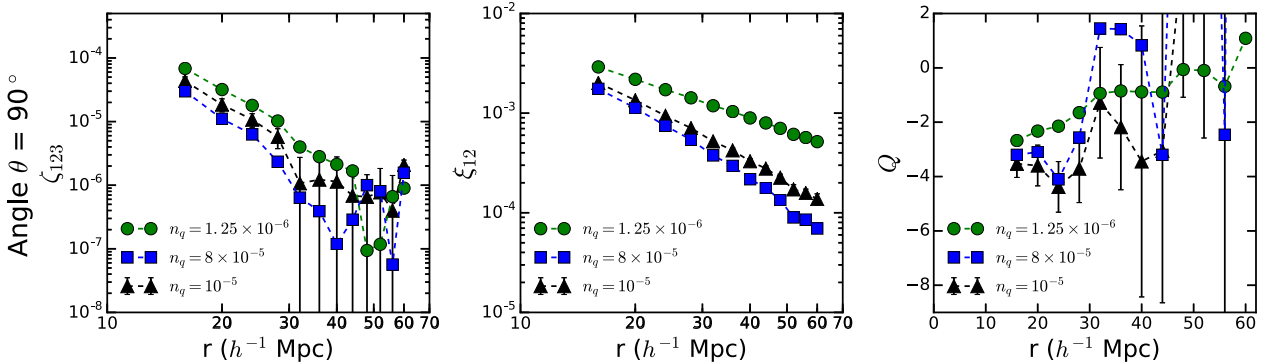 Angle θ = 90°
ζ₁₂₃
10⁻⁴
10⁻⁵
10⁻⁶
10⁻⁷
10⁻⁸
n_q = 1.25 × 10⁻⁶
n_q = 8 × 10⁻⁵
n_q = 10⁻⁵
10 20 30 40 50 60 70
r (h⁻¹ Mpc)
ξ₁₂
10⁻²
10⁻³
10⁻⁴
10⁻⁵
n_q = 1.25 × 10⁻⁶
n_q = 8 × 10⁻⁵
n_q = 10⁻⁵
10 20 30 40 50 60 70
r (h⁻¹ Mpc)
Q
2
0
−2
−4
−6
−8
n_q = 1.25 × 10⁻⁶
n_q = 8 × 10⁻⁵
n_q = 10⁻⁵
0 10 20 30 40 50 60
r (h⁻¹ Mpc)